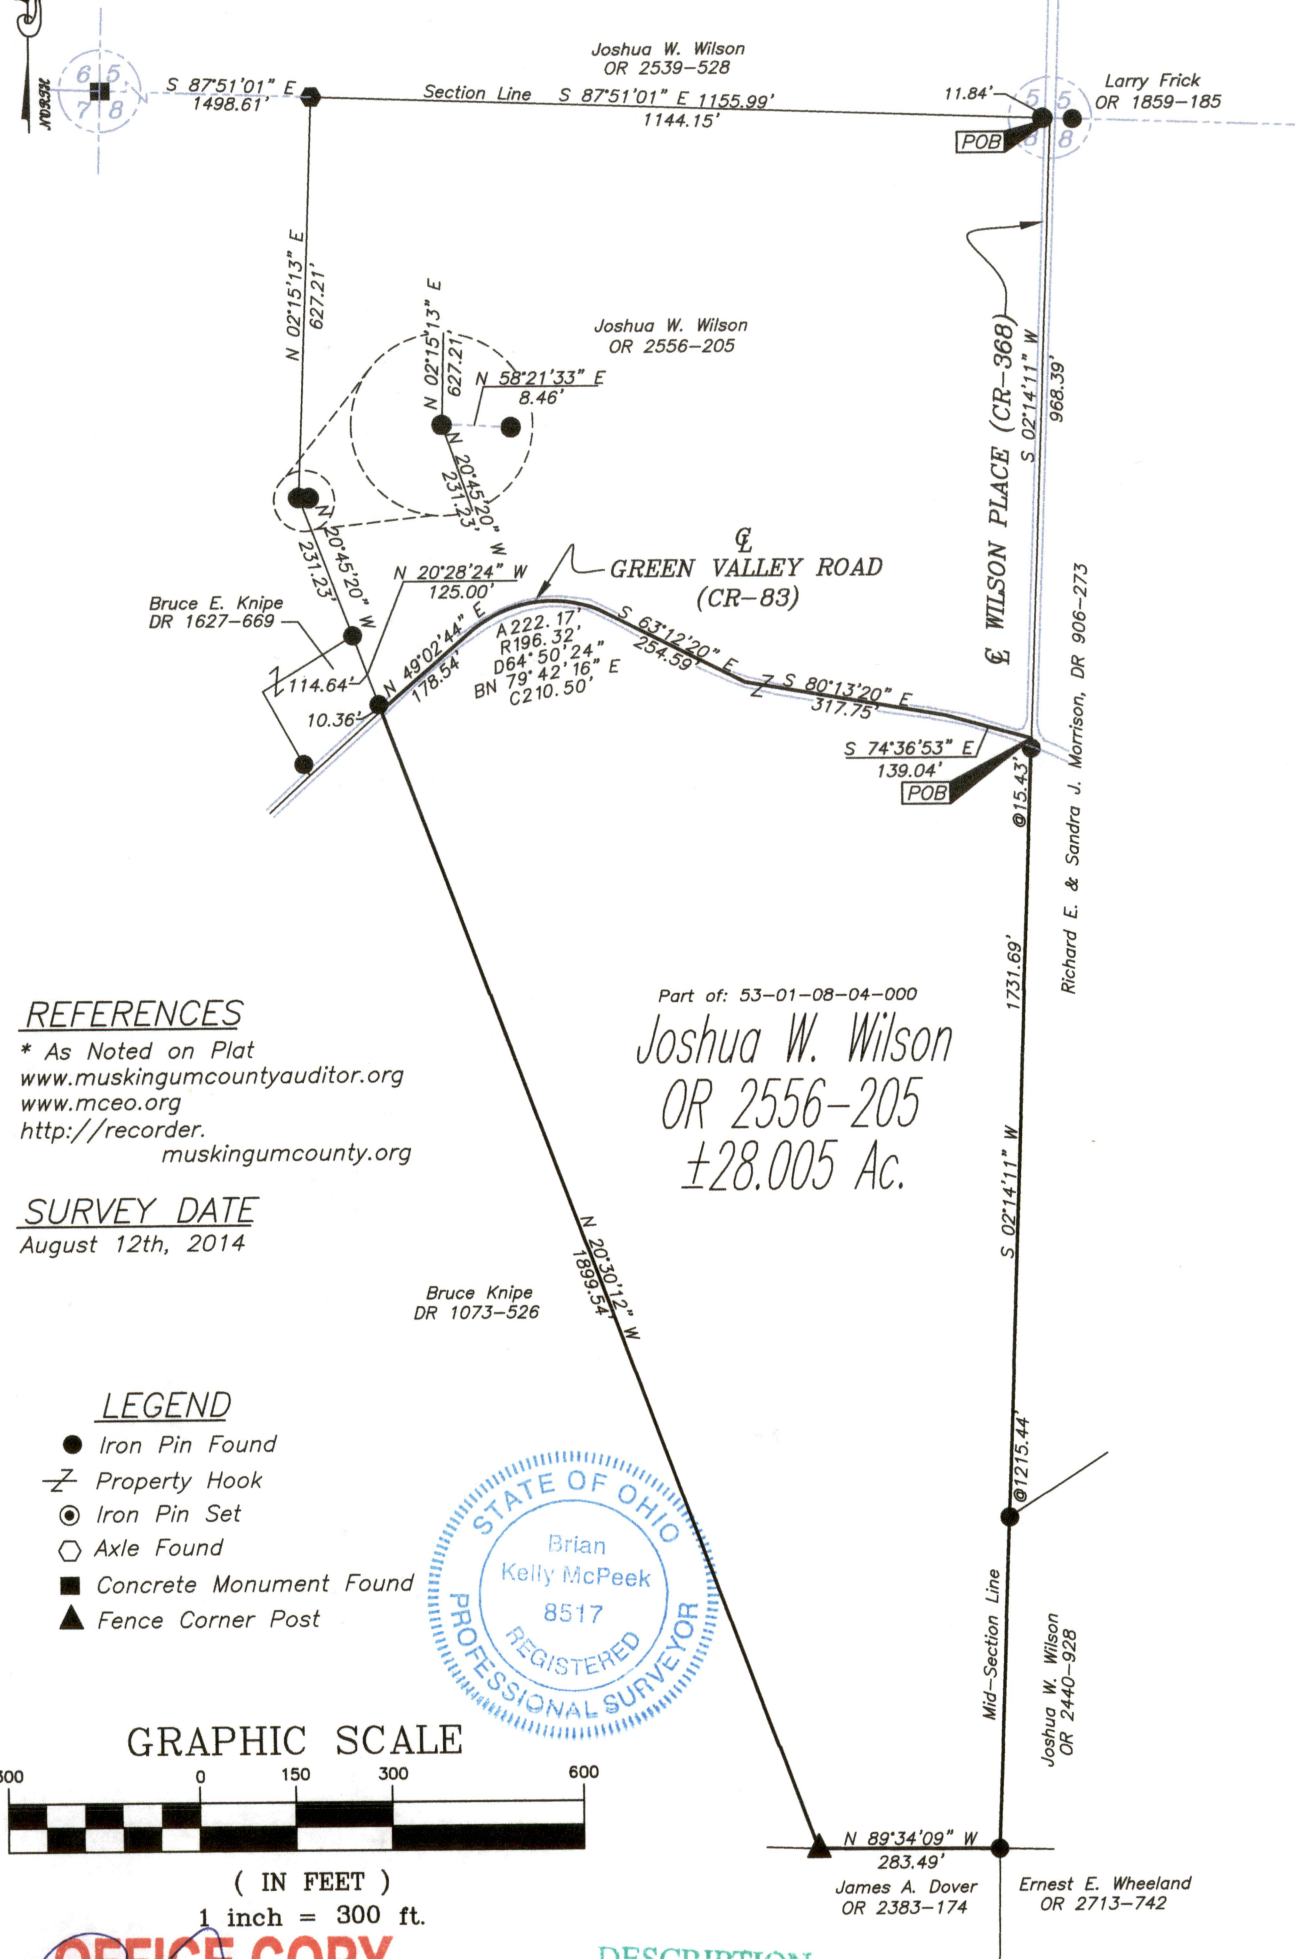 NORTH
6 5
7 8
S 87°51'01" E
1498.61'
Joshua W. Wilson
OR 2539-528
Section Line S 87°51'01" E 1155.99'
1144.15'
11.84'
5 5
8 8
POB
Larry Frick
OR 1859-185
N 02°15'13" E
627.21'
N 02°15'13" E
627.21'
N 58°21'33" E
8.46'
N 20°45'20" W
231.23'
Joshua W. Wilson
OR 2556-205
℄ WILSON PLACE (CR-368)
S 02°14'11" W
968.39'
N 20°45'20" W
231.23'
Bruce E. Knipe
DR 1627-669
N 20°28'24" W
125.00'
114.64'
10.36'
℄
GREEN VALLEY ROAD
(CR-83)
N 49°02'44" E
178.54'
A222.17'
R196.32'
D64°50'24"
BN 79°42'16" E
C210.50'
S 63°12'20" E
254.59'
S 80°13'20" E
317.75'
S 74°36'53" E
139.04'
POB
@15.43'
Richard E. & Sandra J. Morrison, DR 906-273
1731.69'
S 02°14'11" W
REFERENCES
* As Noted on Plat
www.muskingumcountyauditor.org
www.mceo.org
http://recorder.
muskingumcounty.org
SURVEY DATE
August 12th, 2014
Part of: 53-01-08-04-000
Joshua W. Wilson
OR 2556-205
±28.005 Ac.
N 20°30'12" W
1899.54'
Bruce Knipe
DR 1073-526
LEGEND
Iron Pin Found
Property Hook
Iron Pin Set
Axle Found
Concrete Monument Found
Fence Corner Post
STATE OF OHIO
Brian
Kelly McPeek
8517
REGISTERED
PROFESSIONAL SURVEYOR
@1215.44'
Mid-Section Line
Joshua W. Wilson
OR 2440-928
GRAPHIC SCALE
300 0 150 300 600
( IN FEET )
1 inch = 300 ft.
N 89°34'09" W
283.49'
James A. Dover
OR 2383-174
Ernest E. Wheeland
OR 2713-742
OFFICE COPY
DESCRIPTION